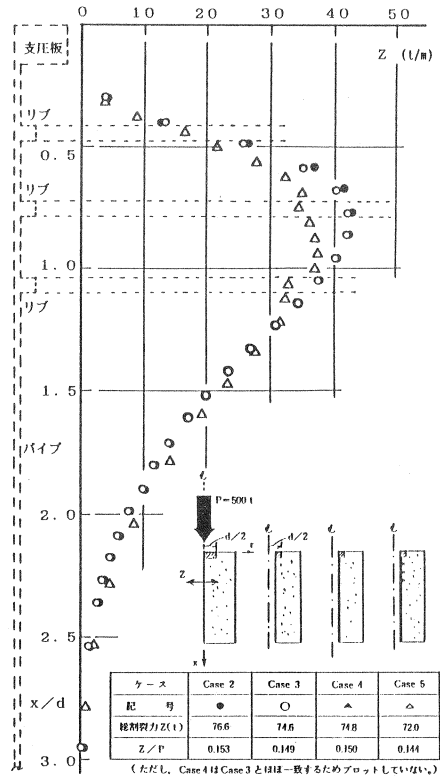 0 10 20 30 40 50
支圧板
Z (t/m)
リブ
0.5
リブ
1.0
リブ
1.5
パイプ
2.0
P=500t
d/2
d/2
Z
x
2.5
x/d
3.0
ケース Case 2 Case 3 Case 4 Case 5
記号 ● ○ ▲ △
総割裂力Z(t) 76.6 74.6 74.8 72.0
Z/P 0.153 0.149 0.150 0.144
(ただし、Case 4はCase 3とほぼ一致するためプロットしていない。)